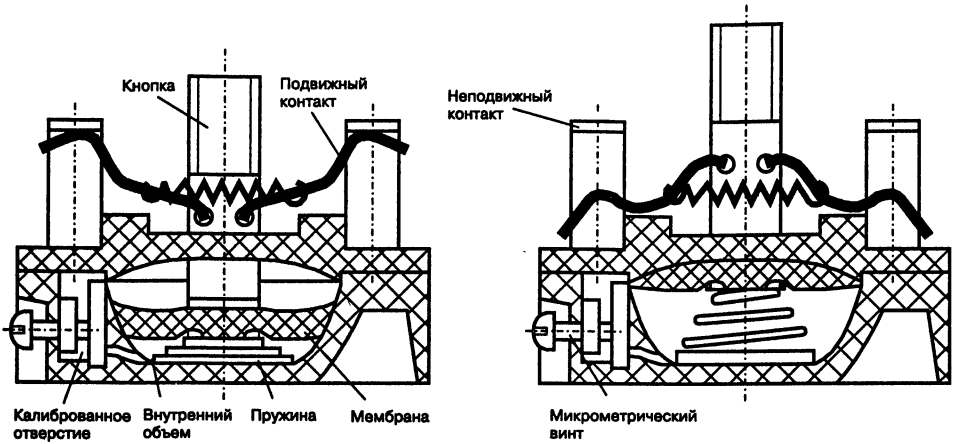 Кнопка
Подвижный
контакт
Неподвижный
контакт
Калиброванное
отверстие
Внутренний
объем
Пружина
Мембрана
Микрометрический
винт